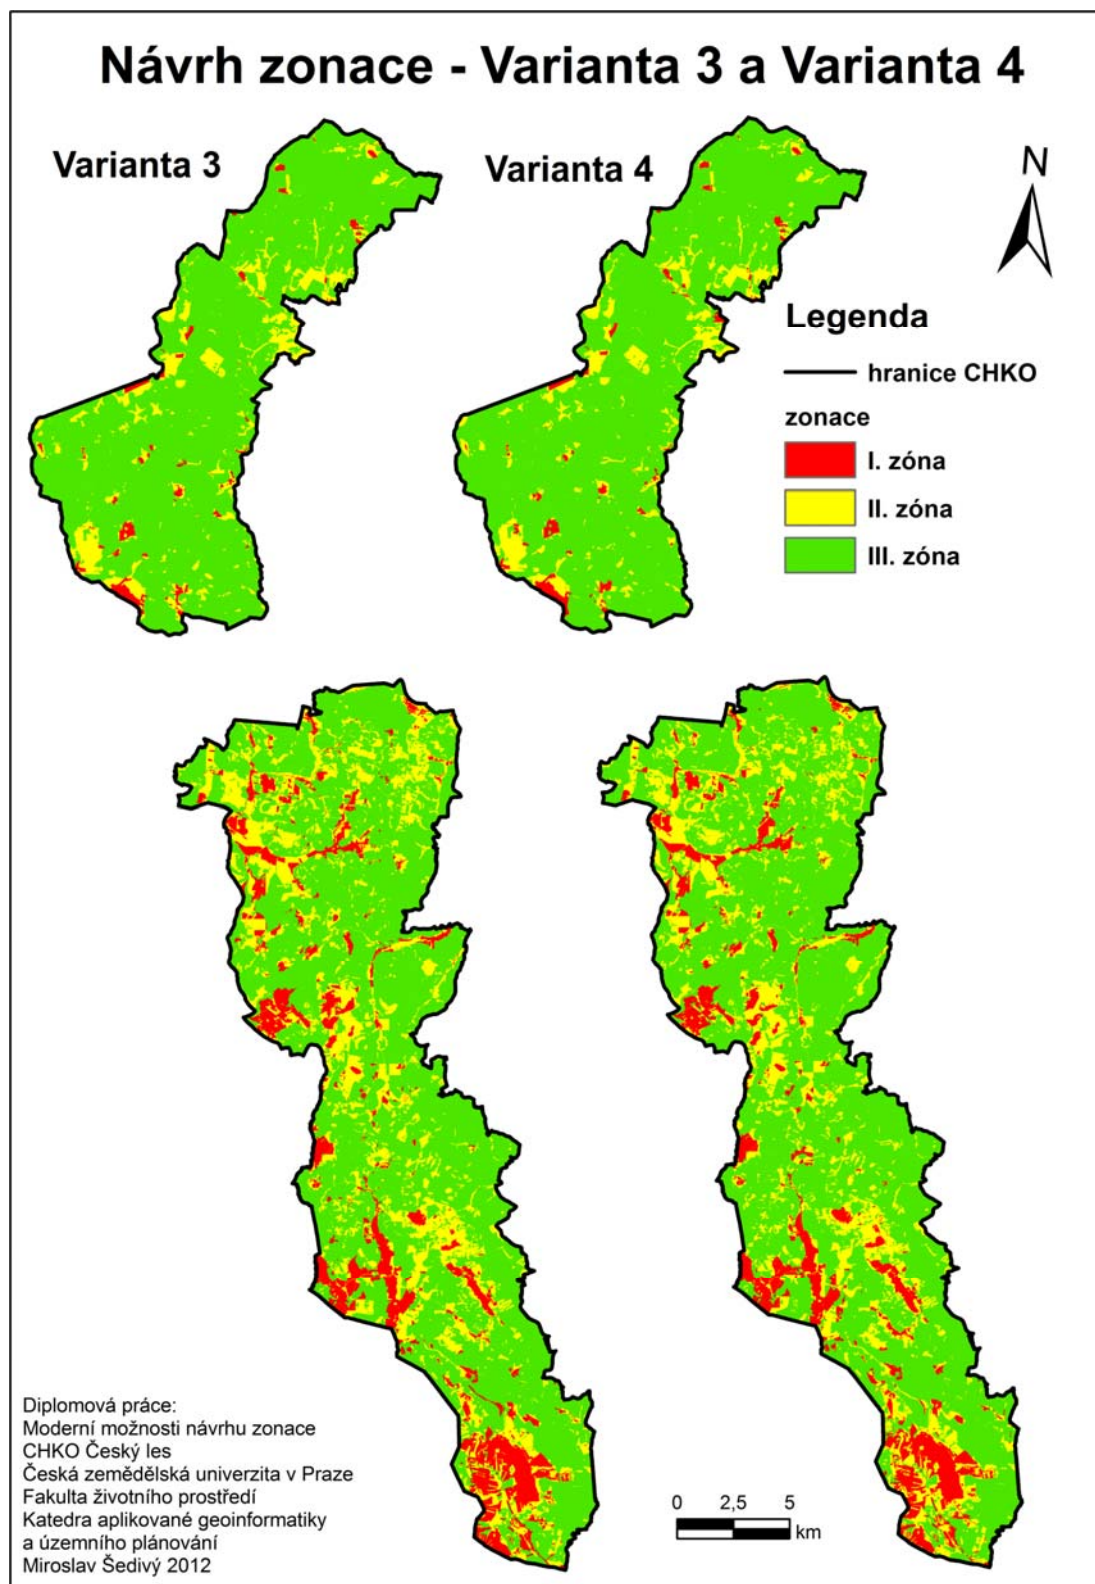 Návrh zonace - Varianta 3 a Varianta 4
Varianta 3
Varianta 4
N
Legenda
hranice CHKO
zonace
I. zóna
II. zóna
III. zóna
Diplomová práce:
Moderní možnosti návrhu zonace
CHKO Český les
Česká zemědělská univerzita v Praze
Fakulta životního prostředí
Katedra aplikované geoinformatiky
a územního plánování
Miroslav Šedivý 2012
0 2,5 5
km